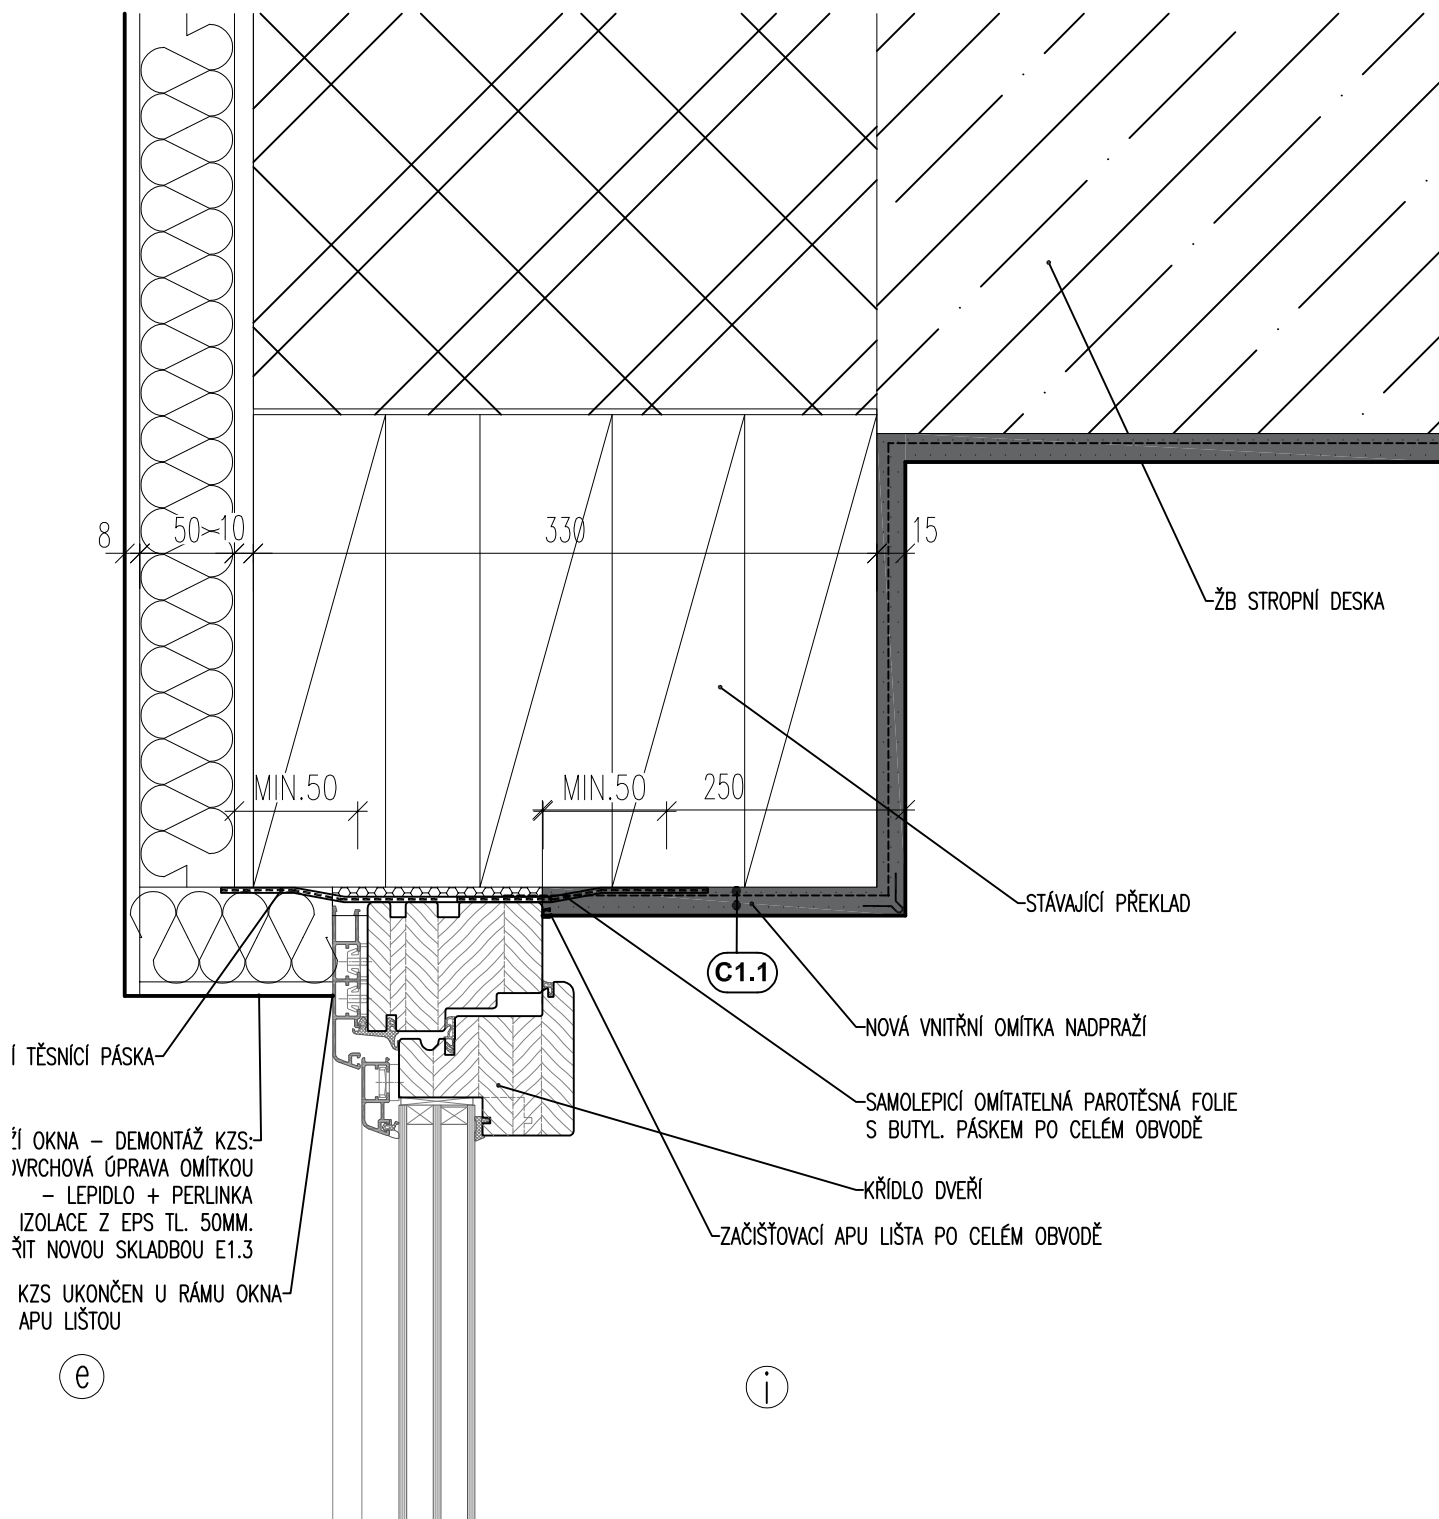 8
50
10
330
15
ŽB STROPNÍ DESKA
MIN.50
MIN.50
250
STÁVAJÍCÍ PŘEKLAD
C1.1
NOVÁ VNITŘNÍ OMÍTKA NADPRAŽÍ
TĚSNÍCÍ PÁSKA
SAMOLEPICÍ OMÍTATELNÁ PAROTĚSNÁ FOLIE
S BUTYL. PÁSKEM PO CELÉM OBVODĚ
OKNA – DEMONTÁŽ KZS:
ÚPRAVA OMÍTKOU
– LEPIDLO + PERLINKA
IZOLACE Z EPS TL. 50MM.
NOVOU SKLADBOU E1.3
KŘÍDLO DVEŘÍ
ZAČIŠŤOVACÍ APU LIŠTA PO CELÉM OBVODĚ
KZS UKONČEN U RÁMU OKNA
APU LIŠTOU
e
i